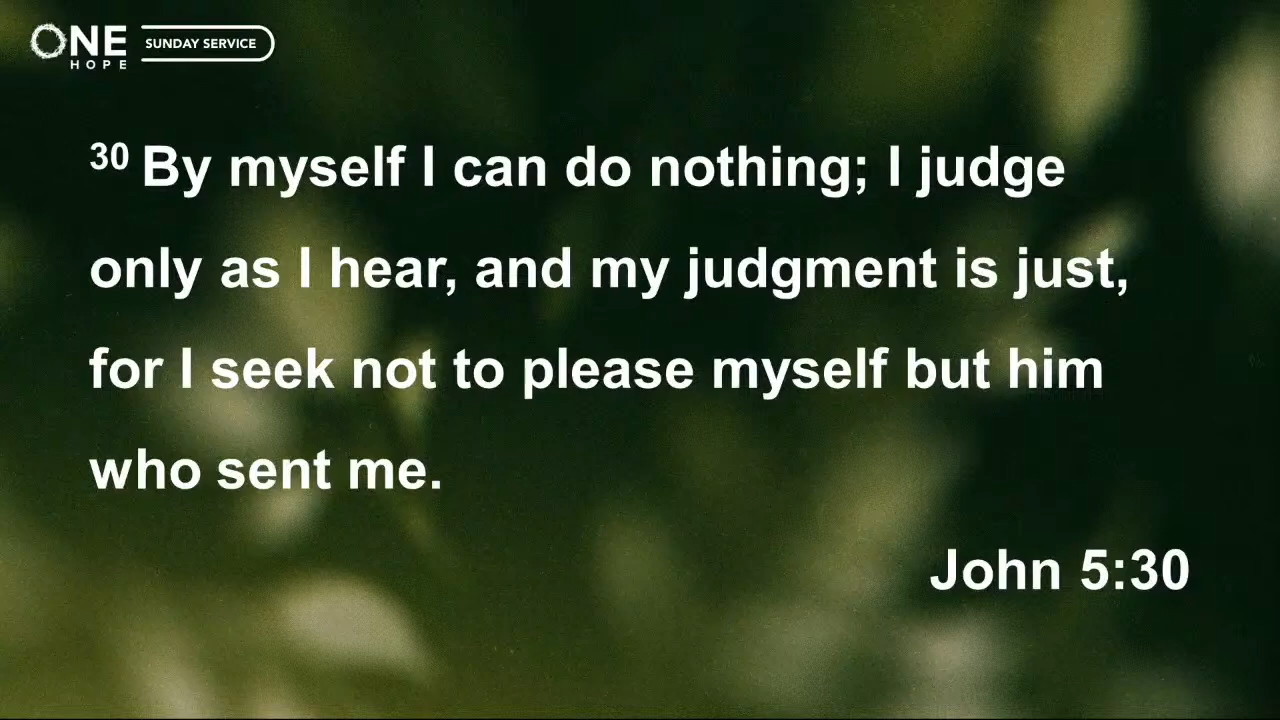 ONE
HOPE
SUNDAY SERVICE
30 By myself I can do nothing; I judge
only as I hear, and my judgment is just,
for I seek not to please myself but him
who sent me.
John 5:30